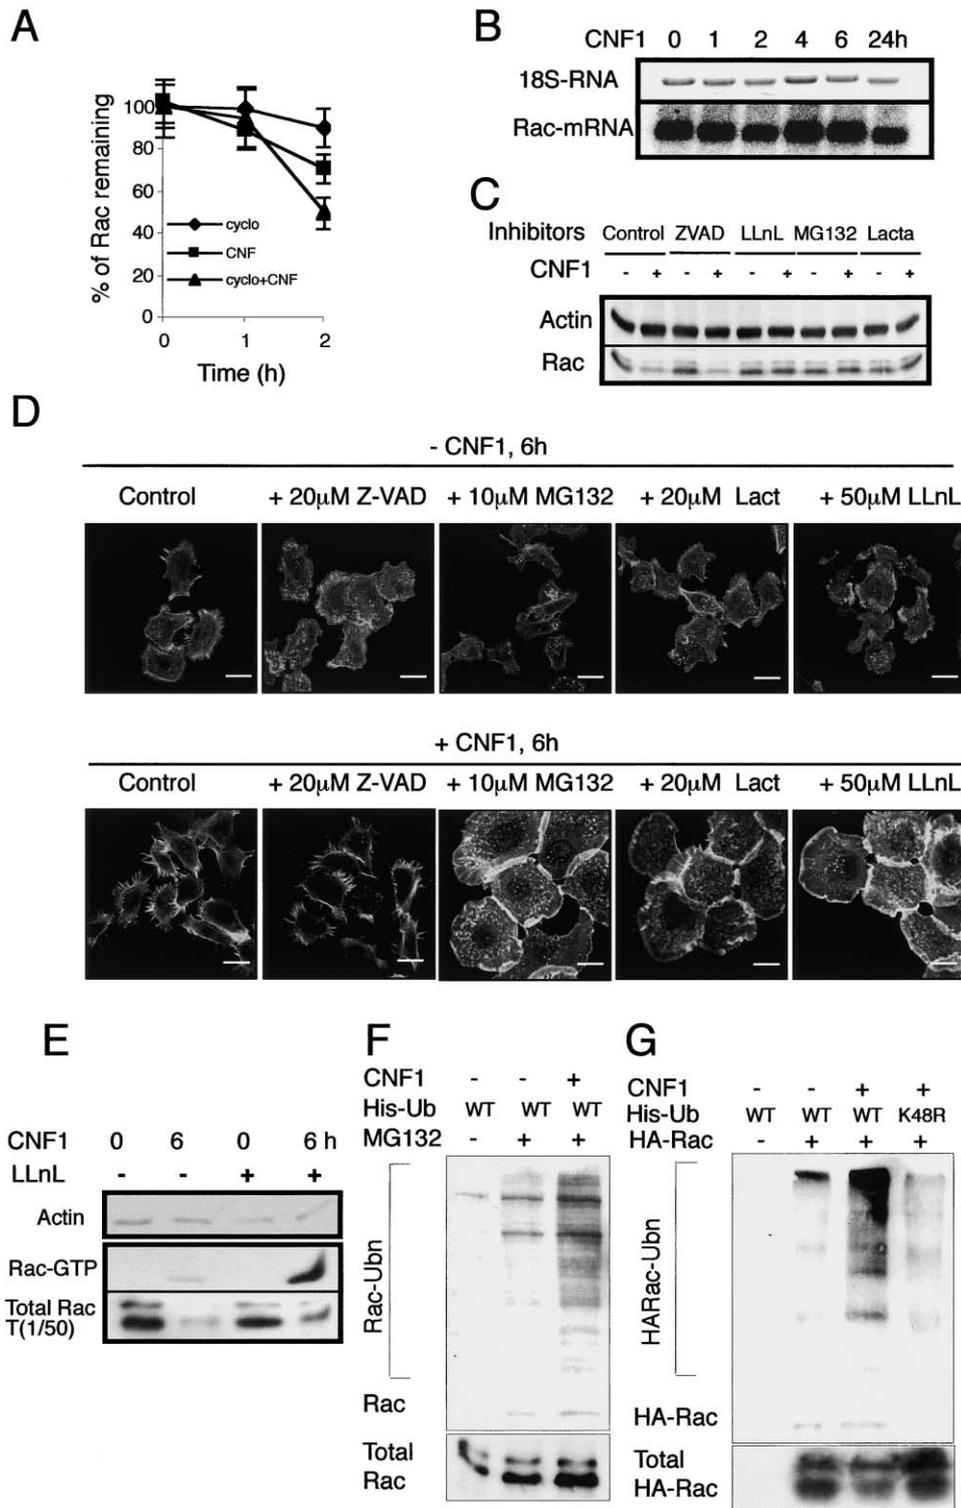 A
% of Rac remaining
100
80
60
40
20
0
cyclo
CNF
cyclo+CNF
0 1 2
Time (h)
B
CNF1 0 1 2 4 6 24h
18S-RNA
Rac-mRNA
C
Inhibitors Control ZVAD LLnL MG132 Lacta
CNF1 - + - + - + - + - +
Actin
Rac
D
- CNF1, 6h
Control + 20μM Z-VAD + 10μM MG132 + 20μM Lact + 50μM LLnL
+ CNF1, 6h
Control + 20μM Z-VAD + 10μM MG132 + 20μM Lact + 50μM LLnL
E
CNF1 0 6 0 6 h
LLnL - - + +
Actin
Rac-GTP
Total Rac
T(1/50)
F
CNF1 - - +
His-Ub WT WT WT
MG132 - + +
Rac-Ubn
Rac
Total
Rac
G
CNF1 - - + +
His-Ub WT WT WT K48R
HA-Rac - + + +
HARac-Ubn
HA-Rac
Total
HA-Rac